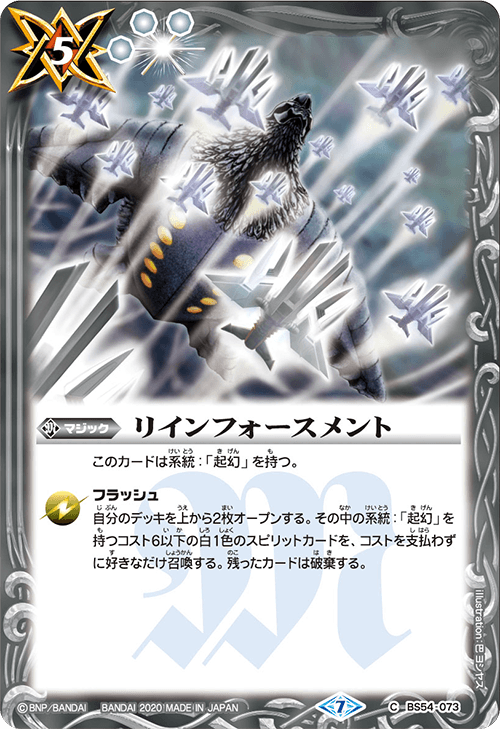 5
マジック
リインフォースメント
このカードは系統：「起幻」を持つ。
フラッシュ
自分のデッキを上から2枚オープンする。その中の系統：「起幻」を
持つコスト6以下の白1色のスピリットカードを、コストを支払わず
に好きなだけ召喚する。残ったカードは破棄する。
illustration：巴ヨシヤス
©BNP/BANDAI BANDAI 2020 MADE IN JAPAN
7
C BS54-073